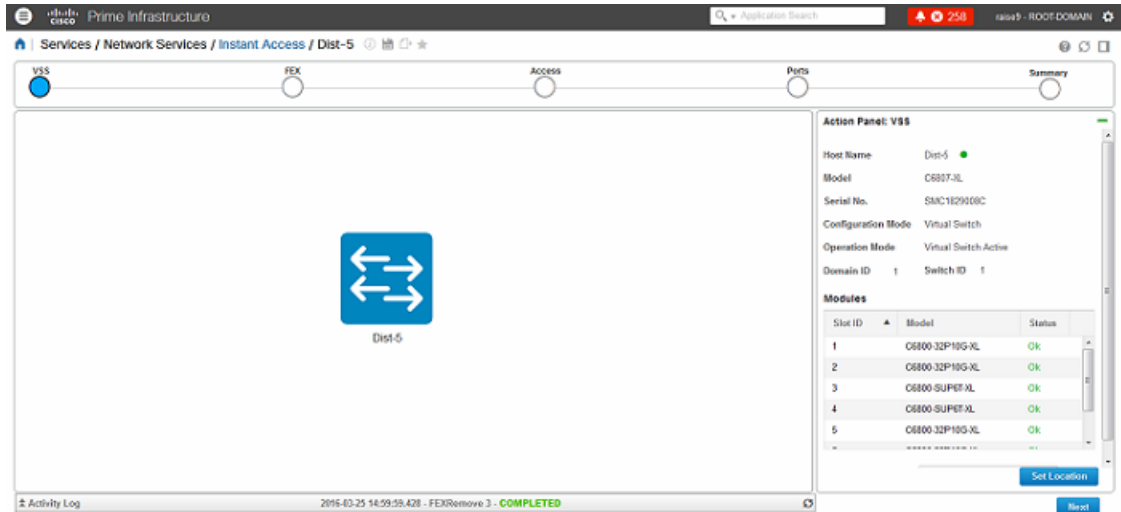 cisco Prime Infrastructure
Application Search
258
raise9 - ROOT-DOMAIN
Services / Network Services / Instant Access / Dist-5
VSS
FEX
Access
Ports
Summary
Dist-5
Action Panel: VSS
Host Name Dist-5
Model C6807-XL
Serial No. SMC1829008C
Configuration Mode Virtual Switch
Operation Mode Virtual Switch Active
Domain ID 1 Switch ID 1
Modules
Slot ID Model Status
1 C6800-32P10G-XL Ok
2 C6800-32P10G-XL Ok
3 C6800-SUP6T-XL Ok
4 C6800-SUP6T-XL Ok
5 C6800-32P10G-XL Ok
Set Location
Activity Log
2016-03-25 14:59:59.428 - FEXRemove 3 - COMPLETED
Next